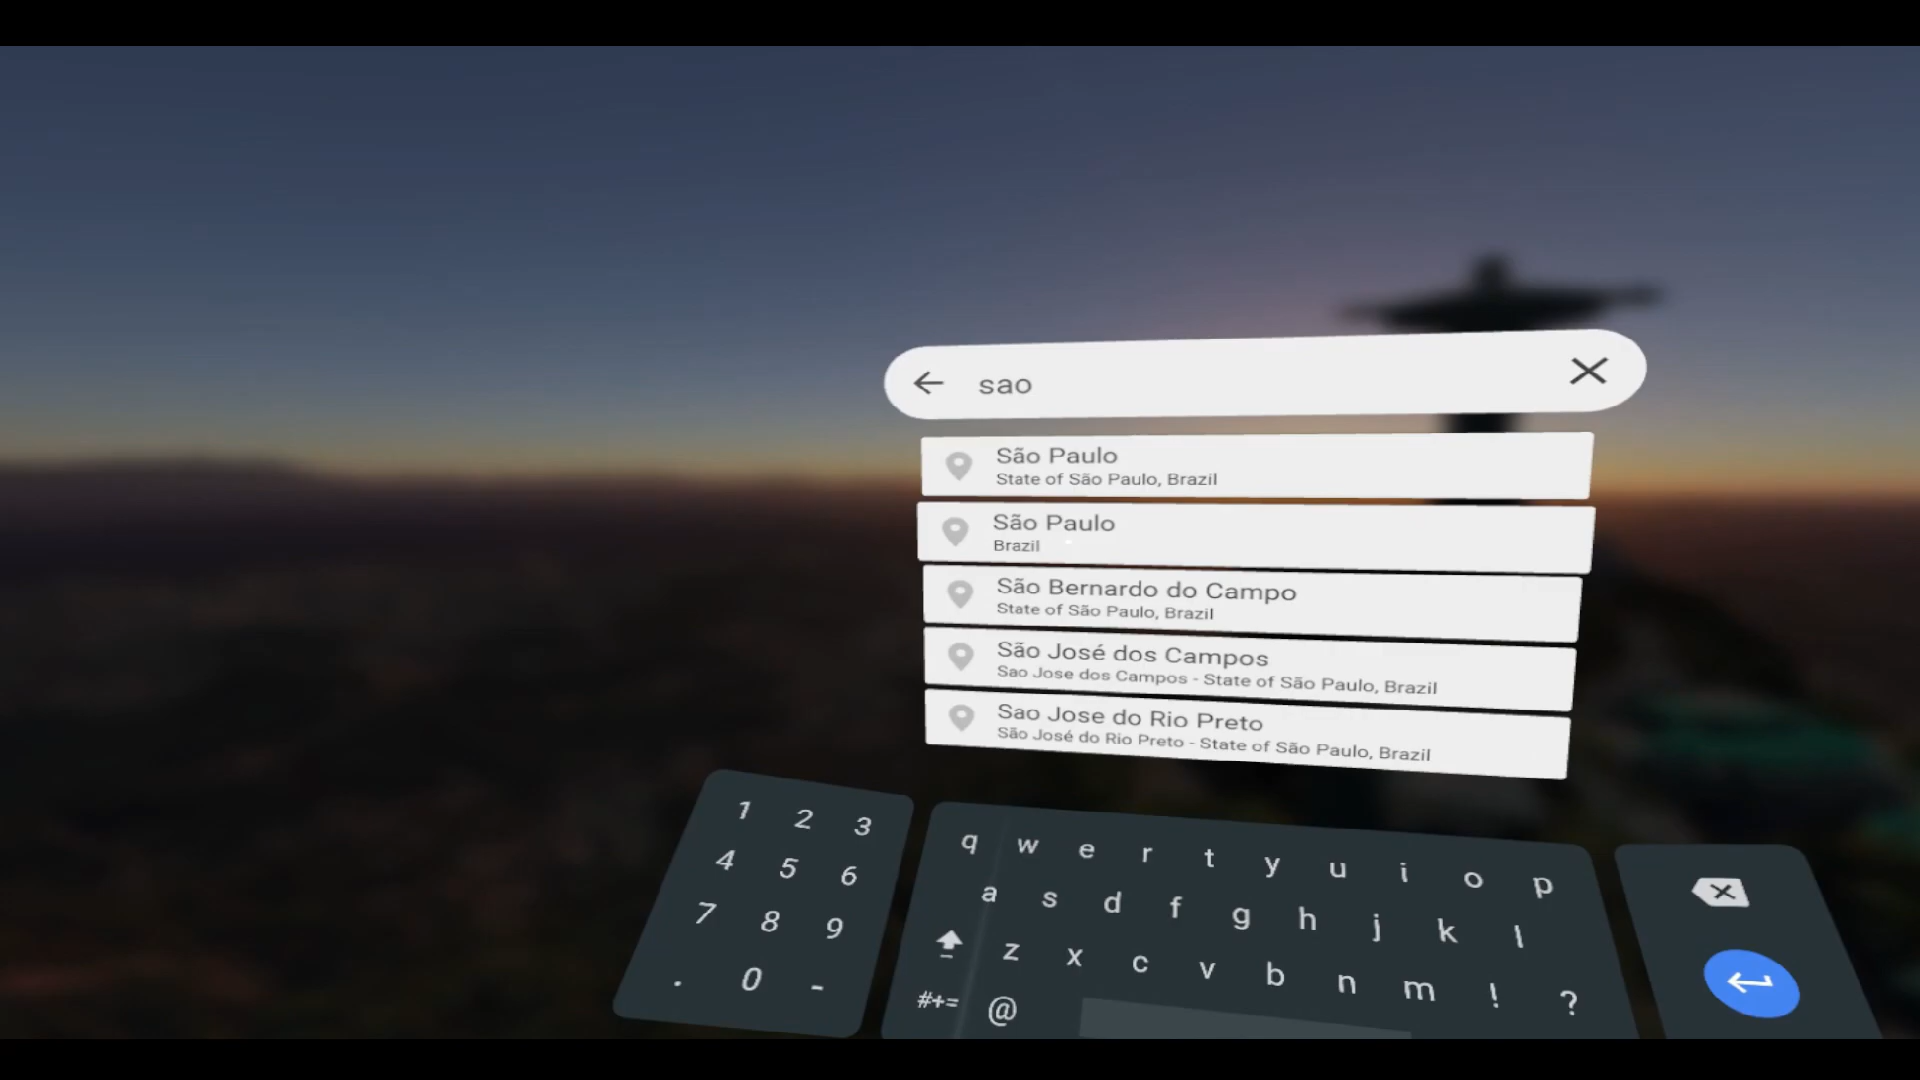 sao
São Paulo
State of São Paulo, Brazil
São Paulo
Brazil
São Bernardo do Campo
State of São Paulo, Brazil
São José dos Campos
Sao Jose dos Campos - State of São Paulo, Brazil
Sao Jose do Rio Preto
São José do Rio Preto - State of São Paulo, Brazil
1 2 3
4 5 6
7 8 9
. 0 -
q w e r t y u i o p
a s d f g h j k l
z x c v b n m ! ?
#+= @